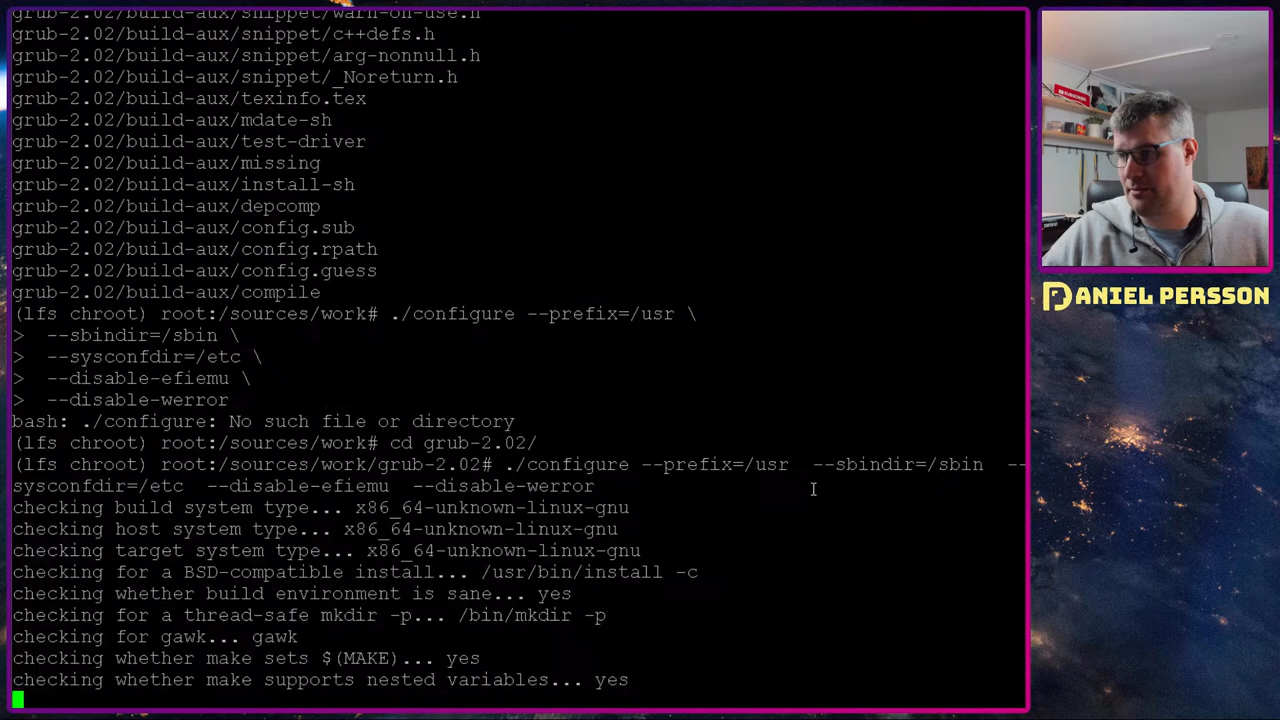 grub-2.02/build-aux/snippet/warn-on-use.h
grub-2.02/build-aux/snippet/c++defs.h
grub-2.02/build-aux/snippet/arg-nonnull.h
grub-2.02/build-aux/snippet/_Noreturn.h
grub-2.02/build-aux/texinfo.tex
grub-2.02/build-aux/mdate-sh
grub-2.02/build-aux/test-driver
grub-2.02/build-aux/missing
grub-2.02/build-aux/install-sh
grub-2.02/build-aux/depcomp
grub-2.02/build-aux/config.sub
grub-2.02/build-aux/config.rpath
grub-2.02/build-aux/config.guess
grub-2.02/build-aux/compile
(lfs chroot) root:/sources/work# ./configure --prefix=/usr \
>  --sbindir=/sbin \
>  --sysconfdir=/etc \
>  --disable-efiemu \
>  --disable-werror
bash: ./configure: No such file or directory
(lfs chroot) root:/sources/work# cd grub-2.02/
(lfs chroot) root:/sources/work/grub-2.02# ./configure --prefix=/usr  --sbindir=/sbin  --
sysconfdir=/etc  --disable-efiemu  --disable-werror
checking build system type... x86_64-unknown-linux-gnu
checking host system type... x86_64-unknown-linux-gnu
checking target system type... x86_64-unknown-linux-gnu
checking for a BSD-compatible install... /usr/bin/install -c
checking whether build environment is sane... yes
checking for a thread-safe mkdir -p... /bin/mkdir -p
checking for gawk... gawk
checking whether make sets $(MAKE)... yes
checking whether make supports nested variables... yes
SUBSCRIBE
DANIEL PERSSON